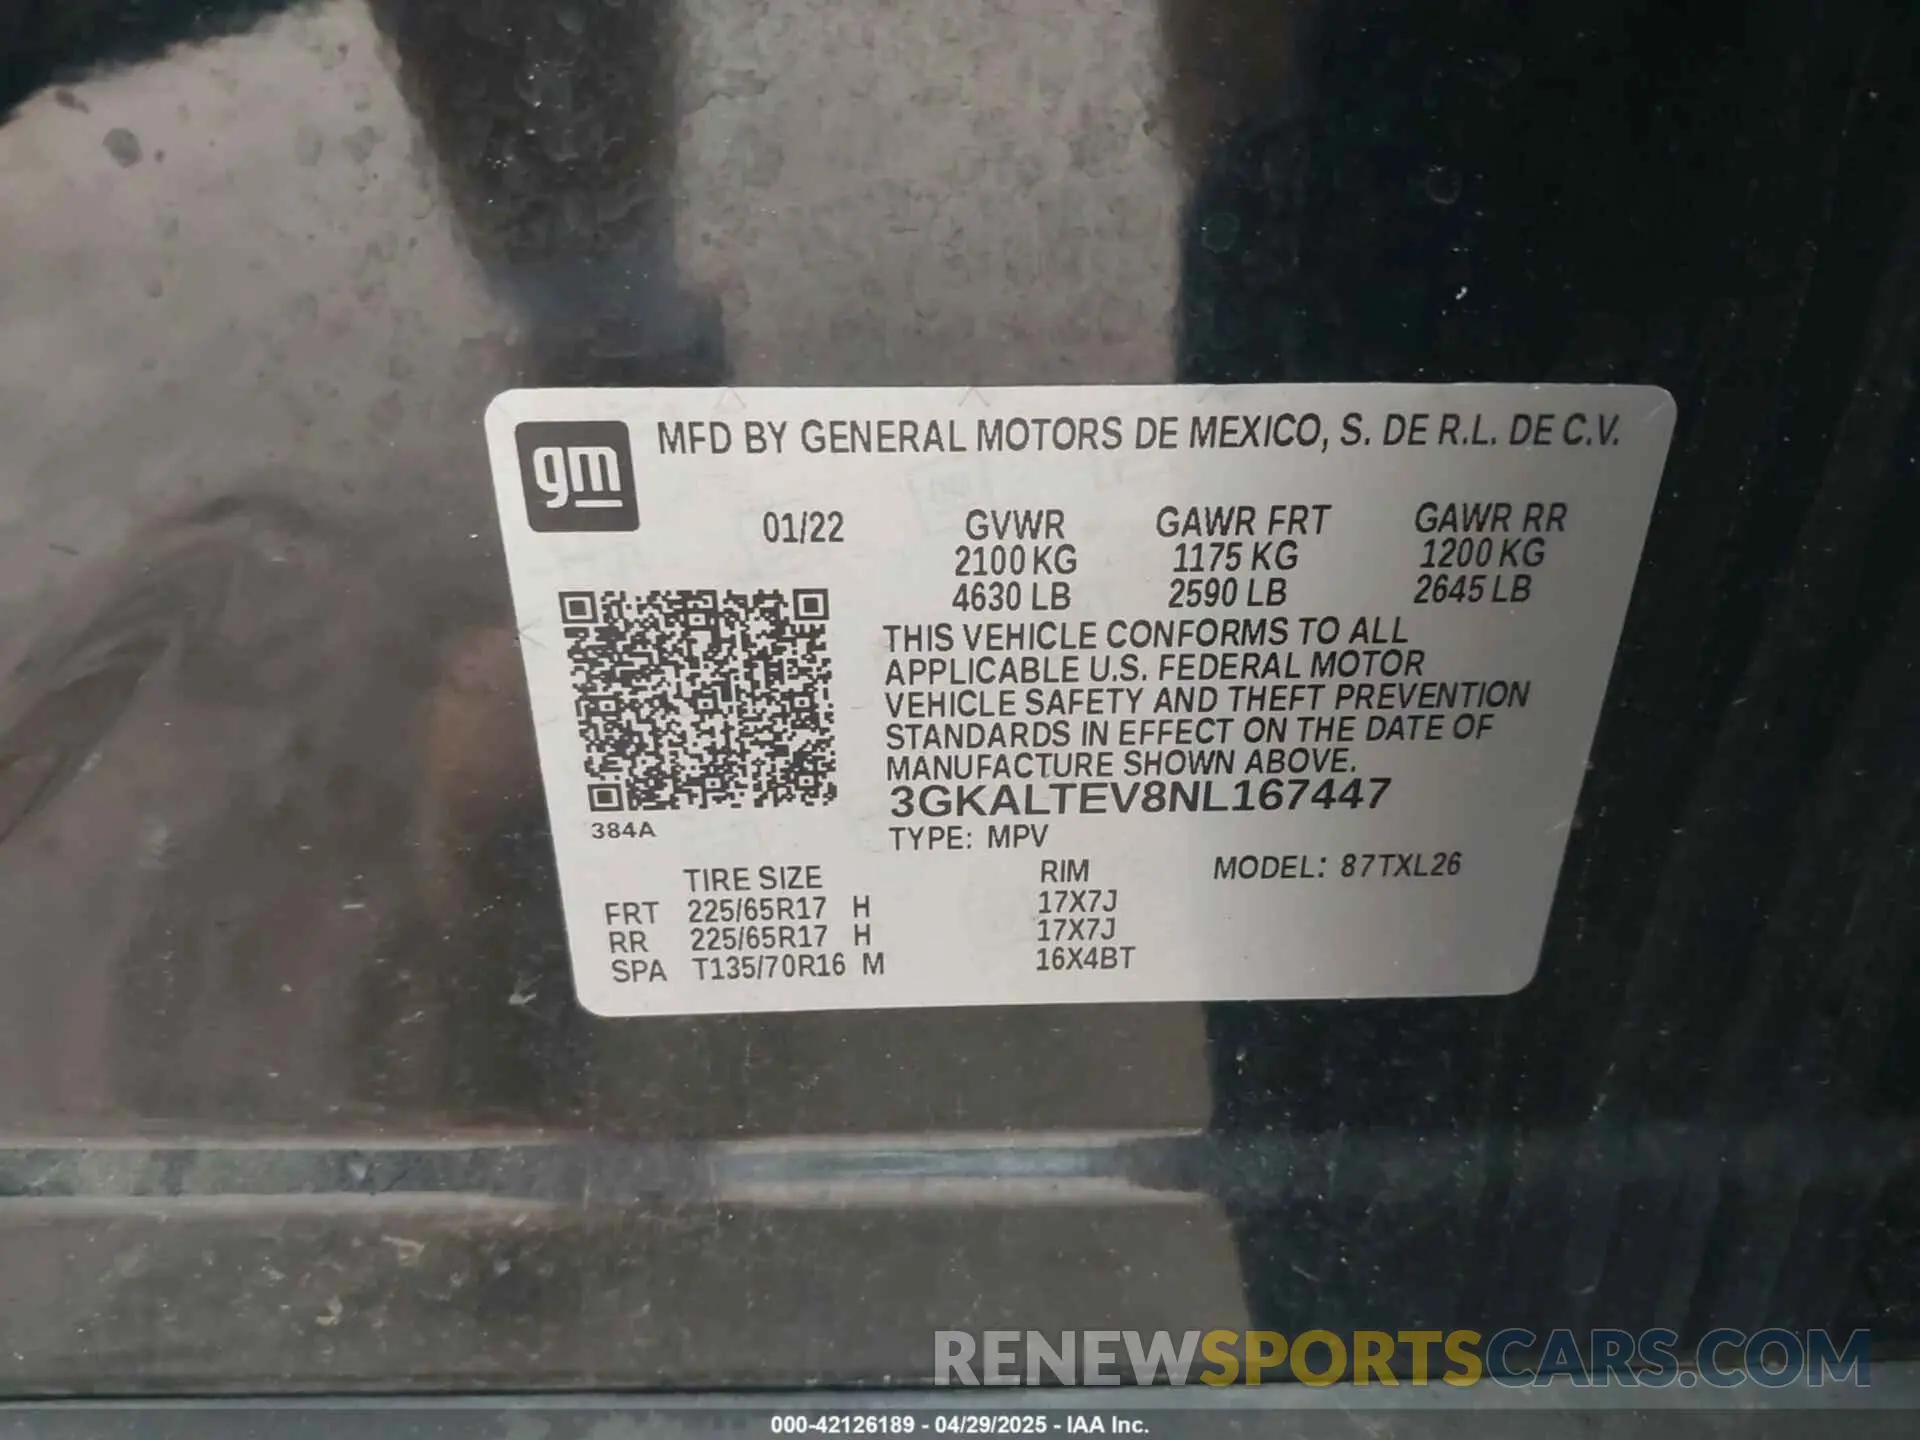 gm
MFD BY GENERAL MOTORS DE MEXICO, S. DE R.L. DE C.V.
01/22 GVWR GAWR FRT GAWR RR
2100 KG 1175 KG 1200 KG
4630 LB 2590 LB 2645 LB
THIS VEHICLE CONFORMS TO ALL
APPLICABLE U.S. FEDERAL MOTOR
VEHICLE SAFETY AND THEFT PREVENTION
STANDARDS IN EFFECT ON THE DATE OF
MANUFACTURE SHOWN ABOVE.
3GKALTEV8NL167447
384A
TYPE: MPV
TIRE SIZE RIM MODEL: 87TXL26
FRT 225/65R17 H 17X7J
RR 225/65R17 H 17X7J
SPA T135/70R16 M 16X4BT
RENEWSPORTSCARS.COM
000-42126189 - 04/29/2025 - IAA Inc.